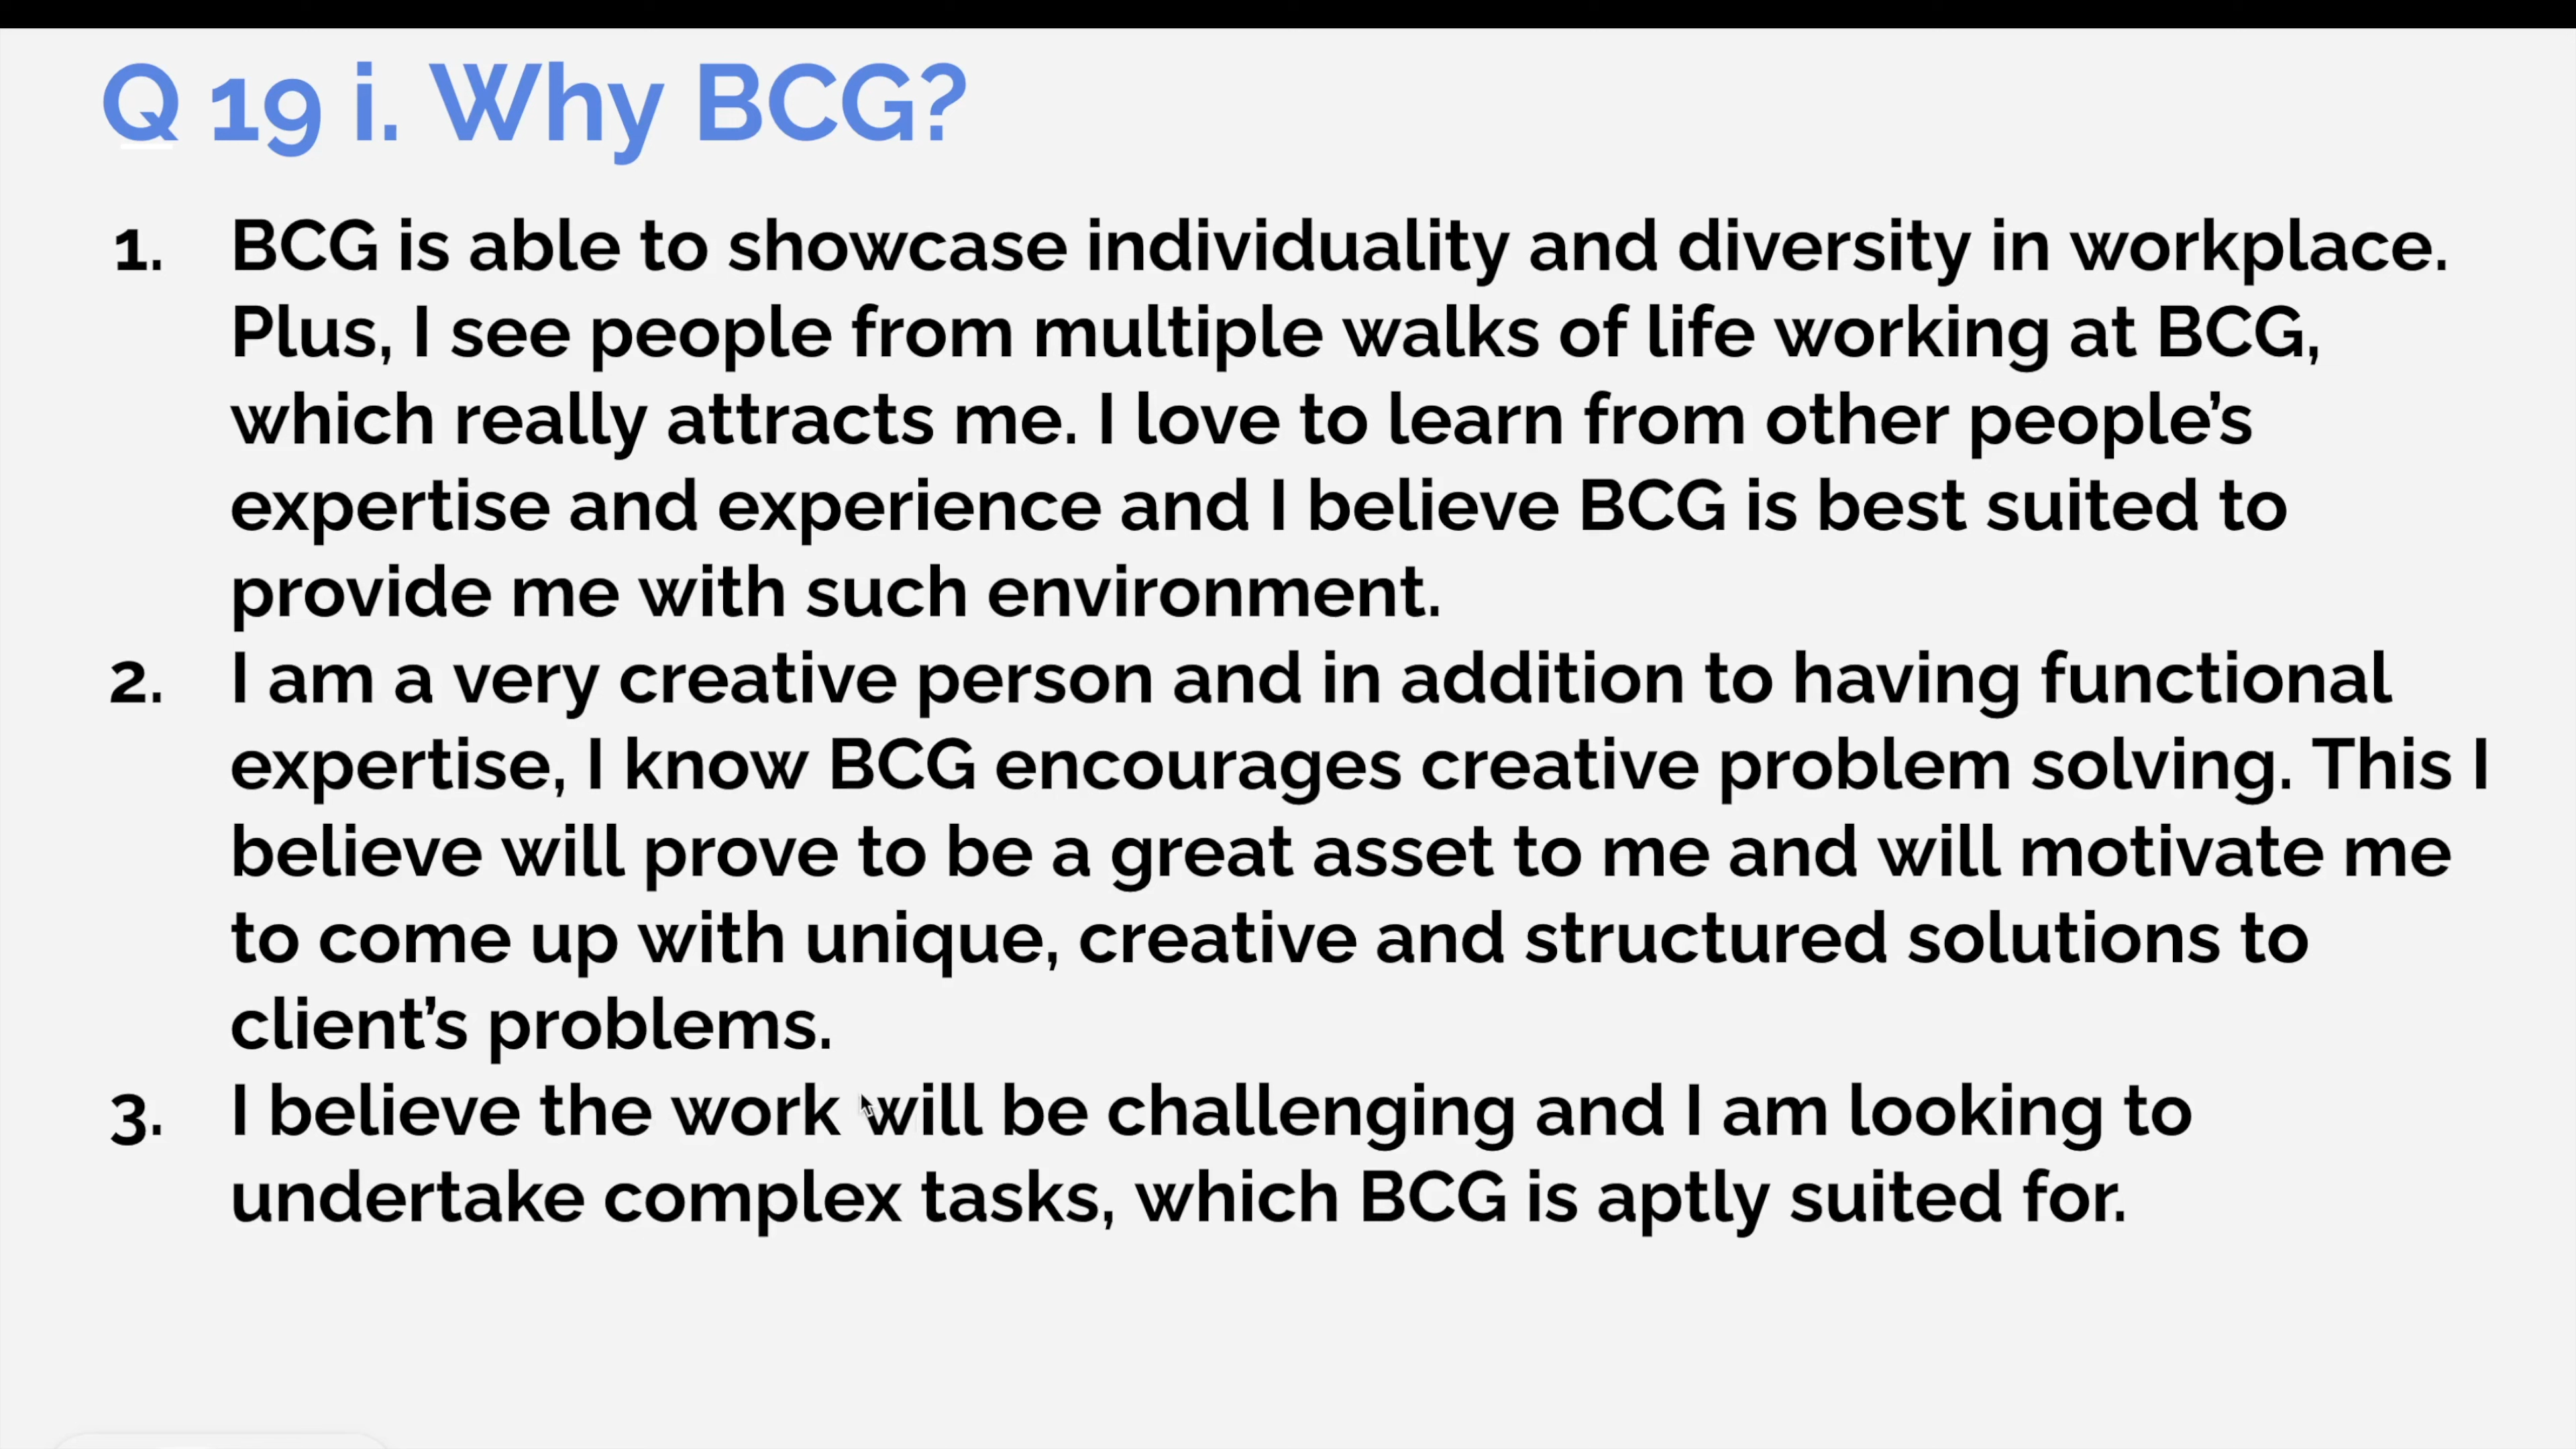 Q 19 i. Why BCG?
1. BCG is able to showcase individuality and diversity in workplace.
Plus, I see people from multiple walks of life working at BCG,
which really attracts me. I love to learn from other people’s
expertise and experience and I believe BCG is best suited to
provide me with such environment.
2. I am a very creative person and in addition to having functional
expertise, I know BCG encourages creative problem solving. This I
believe will prove to be a great asset to me and will motivate me
to come up with unique, creative and structured solutions to
client’s problems.
3. I believe the work will be challenging and I am looking to
undertake complex tasks, which BCG is aptly suited for.